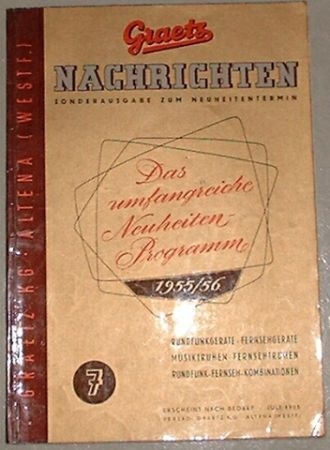 Graetz
NACHRICHTEN
SONDERAUSGABE ZUM NEUHEITENTERMIN
Das
umfangreiche
Neuheiten-
Programm
1955/56
RUNDFUNKGERÄTE · FERNSEHGERÄTE
MUSIKTRUHEN · FERNSEHTRUHEN
RUNDFUNK-FERNSEH-KOMBINATIONEN
7
ERSCHEINT NACH BEDARF · JULI 1955
VERLAG: GRAETZ KG · ALTENA (WESTF.)
· GRAETZ KG · ALTENA (WESTF.)